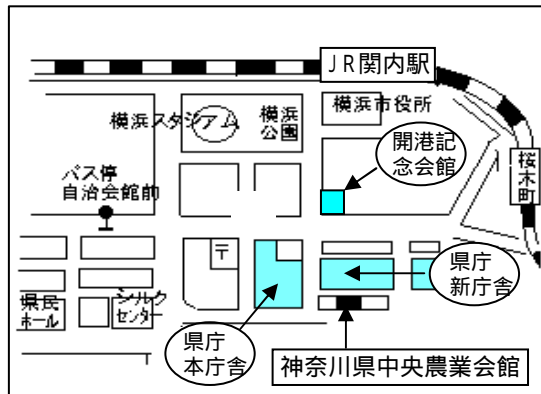 JR関内駅
横浜スタジアム
横浜
公園
横浜市役所
開港記
念会館
桜木町
バス停
自治会館前
〒
県庁
新庁舎
県民
ホール
シルク
センター
県庁
本庁舎
神奈川県中央農業会館